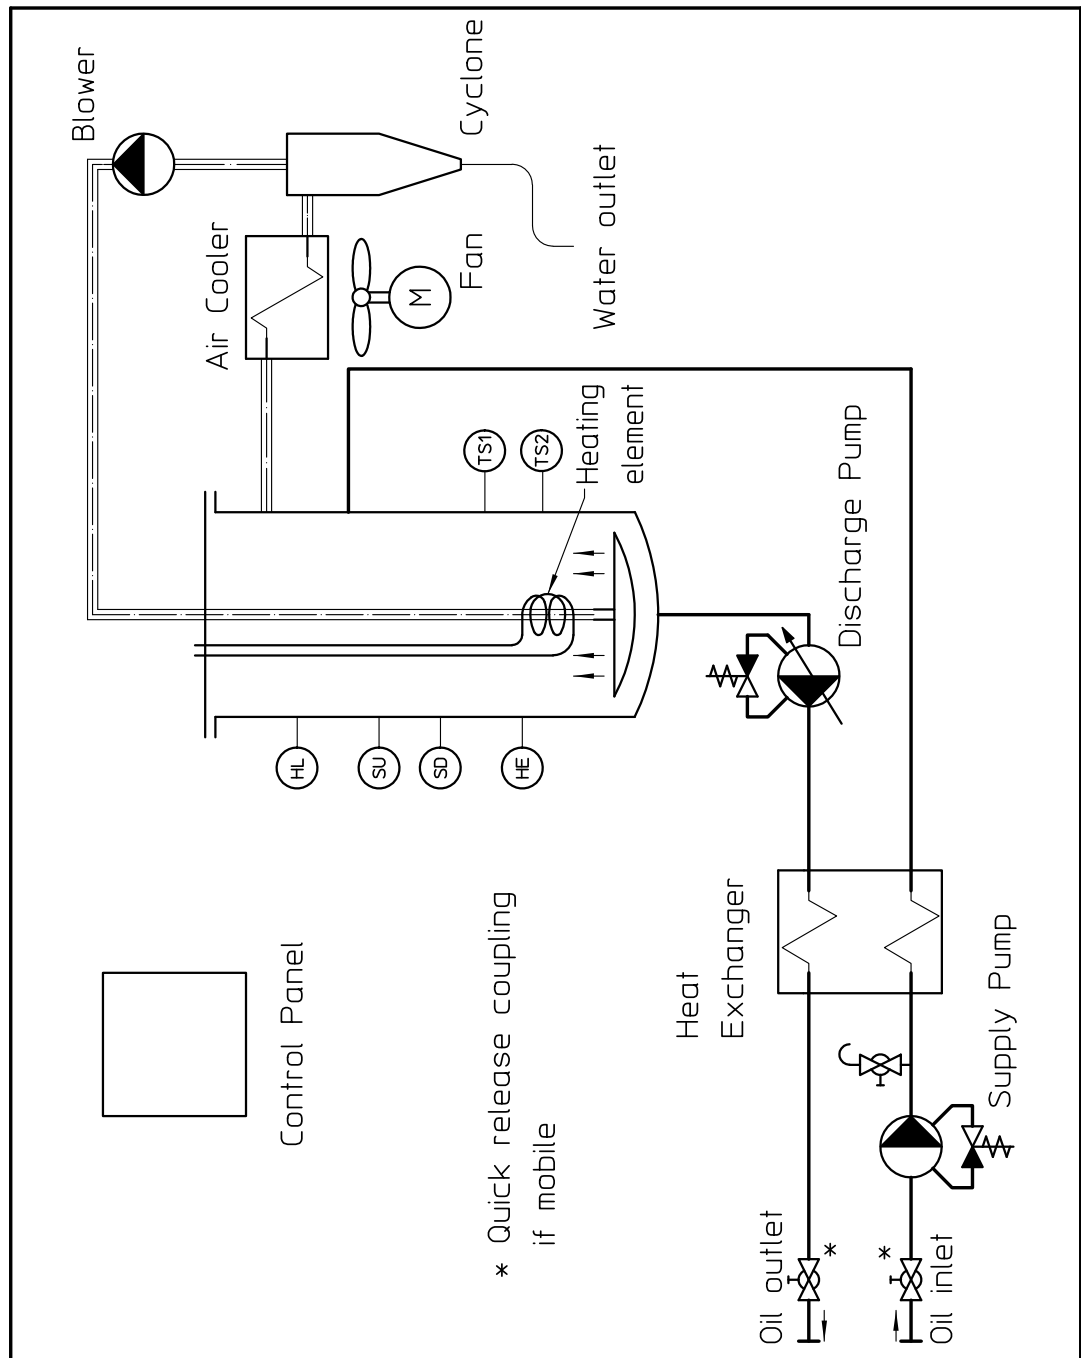 Blower
Cyclone
Air Cooler
Fan
M
Water outlet
TS1
TS2
Heating
element
Discharge Pump
HL
SU
SD
HE
Heat
Exchanger
Supply Pump
Control Panel
* Quick release coupling
if mobile
Oil outlet
*
*
Oil inlet